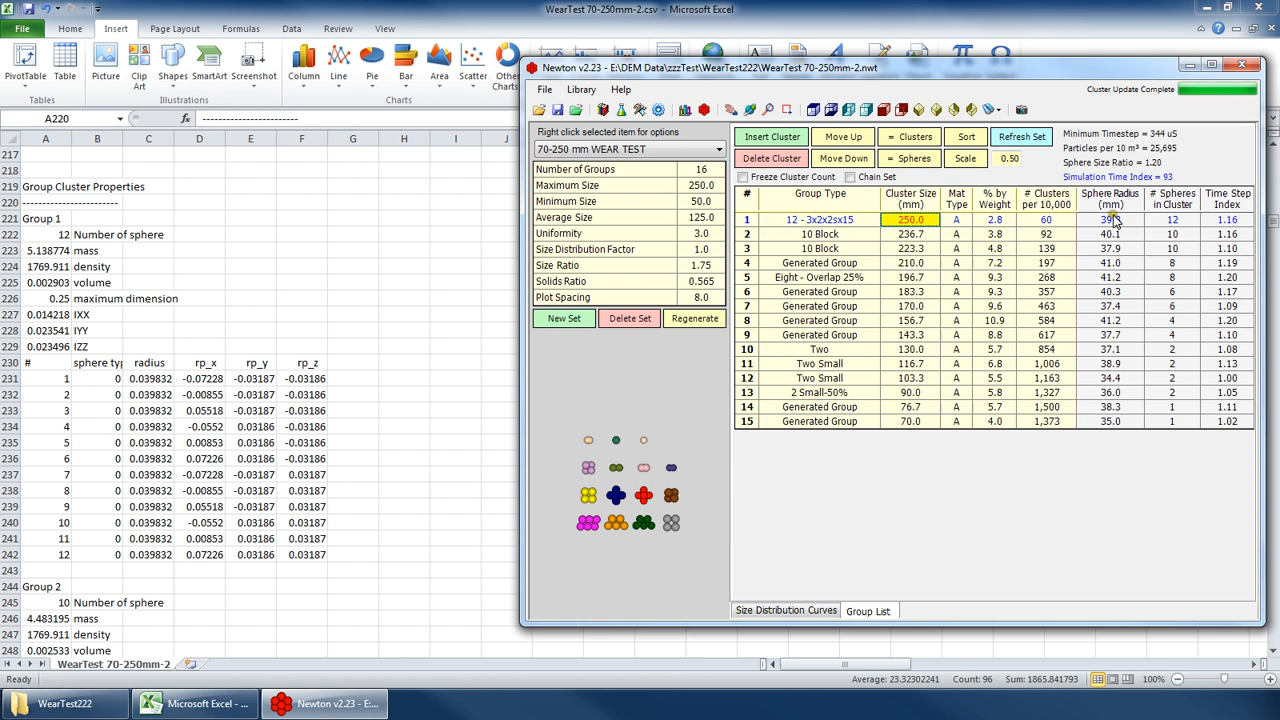 WearTest 70-250mm-2.csv - Microsoft Excel
File Home Insert Page Layout Formulas Data Review View
PivotTable Table Picture Clip Art Shapes SmartArt Screenshot Column Line Pie Bar Area Scatter Other Charts
Tables Illustrations Charts
A220 fx ------------------------
A B C D E F G H I
217
218
219 Group Cluster Properties
220 ------------------------
221 Group 1
222 12 Number of sphere
223 5.138774 mass
224 1769.911 density
225 0.002903 volume
226 0.25 maximum dimension
227 0.014105 IXX
228 0.023541 IYY
229 0.023496 IZZ
230 # sphere typ radius rp_x rp_y rp_z
231 1 0 0.039832 -0.07228 -0.03187 -0.03186
232 2 0 0.039832 -0.00855 -0.03187 -0.03186
233 3 0 0.039832 0.05518 -0.03187 -0.03186
234 4 0 0.039832 -0.0552 0.03186 -0.03186
235 5 0 0.039832 0.00853 0.03186 -0.03186
236 6 0 0.039832 0.07226 0.03186 -0.03186
237 7 0 0.039832 -0.07228 -0.03187 0.03187
238 8 0 0.039832 -0.00855 -0.03187 0.03187
239 9 0 0.039832 0.05518 -0.03187 0.03187
240 10 0 0.039832 -0.0552 0.03186 0.03187
241 11 0 0.039832 0.00853 0.03186 0.03187
242 12 0 0.039832 0.07226 0.03186 0.03187
243
244 Group 2
245 10 Number of sphere
246 4.483195 mass
247 1769.911 density
248 0.002533 volume
WearTest 70-250mm-2
Ready Average: 23.32302241 Count: 96 Sum: 1865.841793 100%
Newton v2.23 - E:\DEM Data\zzzTest\WearTest222\WearTest 70-250mm-2.nwt
File Library Help
Cluster Update Complete
Right click selected item for options
70-250 mm WEAR TEST
Number of Groups 16
Maximum Size 250.0
Minimum Size 50.0
Average Size 125.0
Uniformity 3.0
Size Distribution Factor 1.0
Size Ratio 1.75
Solids Ratio 0.565
Plot Spacing 8.0
New Set Delete Set Regenerate
Insert Cluster Move Up = Clusters Sort Refresh Set
Delete Cluster Move Down = Spheres Scale 0.50
Freeze Cluster Count Chain Set
Minimum Timestep = 344 uS
Particles per 10 m³ = 25,695
Sphere Size Ratio = 1.20
Simulation Time Index = 93
# Group Type Cluster Size (mm) Mat Type % by Weight # Clusters per 10,000 Sphere Radius (mm) # Spheres in Cluster Time Step Index
1 12 - 3x2x2sx15 250.0 A 2.8 60 12 1.16
2 10 Block 236.7 A 3.8 92 40.1 10 1.16
3 10 Block 223.3 A 4.8 139 37.9 10 1.10
4 Generated Group 210.0 A 7.2 197 41.0 8 1.19
5 Eight - Overlap 25% 196.7 A 9.3 268 41.2 8 1.20
6 Generated Group 183.3 A 9.3 357 40.3 6 1.17
7 Generated Group 170.0 A 9.6 463 37.4 6 1.09
8 Generated Group 156.7 A 10.9 584 41.2 4 1.20
9 Generated Group 143.3 A 8.8 617 37.7 4 1.10
10 Two 130.0 A 5.7 854 37.1 2 1.08
11 Two Small 116.7 A 6.8 1,006 38.9 2 1.13
12 Two Small 103.3 A 5.5 1,163 34.4 2 1.00
13 2 Small-50% 90.0 A 5.8 1,327 36.0 2 1.05
14 Generated Group 76.7 A 5.7 1,500 38.3 1 1.11
15 Generated Group 70.0 A 4.0 1,373 35.0 1 1.02
Size Distribution Curves Group List
WearTest222 Microsoft Excel - ... Newton v2.23 - E:...